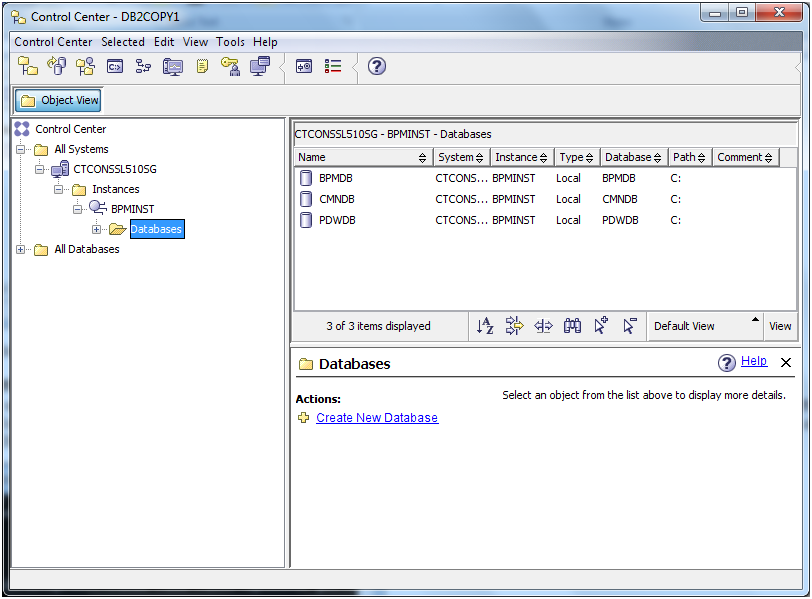 Control Center - DB2COPY1
Control Center Selected Edit View Tools Help
Object View
Control Center
All Systems
CTCONSSL510SG
Instances
BPMINST
Databases
All Databases
CTCONSSL510SG - BPMINST - Databases
Name System Instance Type Database Path Comment
BPMDB CTCONS... BPMINST Local BPMDB C:
CMNDB CTCONS... BPMINST Local CMNDB C:
PDWDB CTCONS... BPMINST Local PDWDB C:
3 of 3 items displayed Default View View
Databases Help
Actions: Select an object from the list above to display more details.
Create New Database